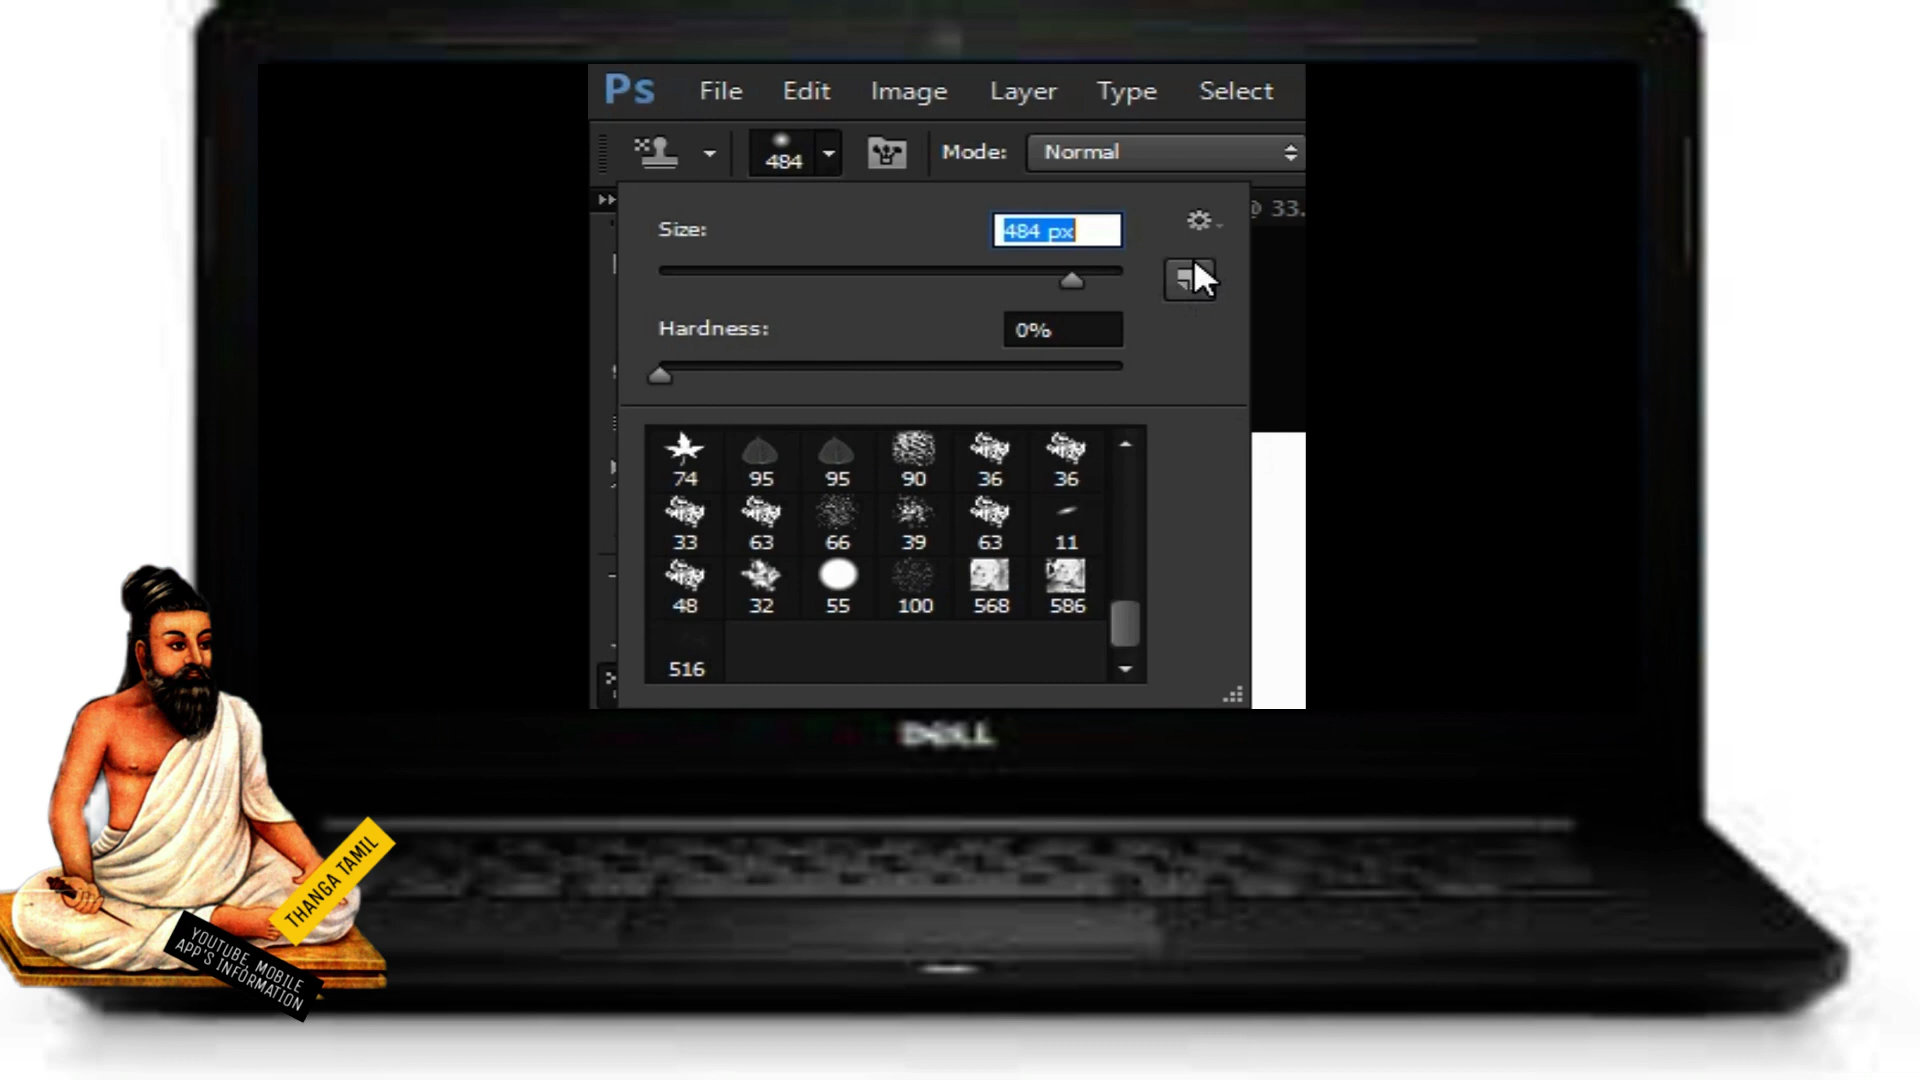 Ps File Edit Image Layer Type Select
484 Mode: Normal
@ 33.
Size: 484 px
Hardness: 0%
74 95 95 90 36 36
33 63 66 39 63 11
48 32 55 100 568 586
516
DELL
THANGA TAMIL
YOUTUBE, MOBILE
APP'S INFORMATION